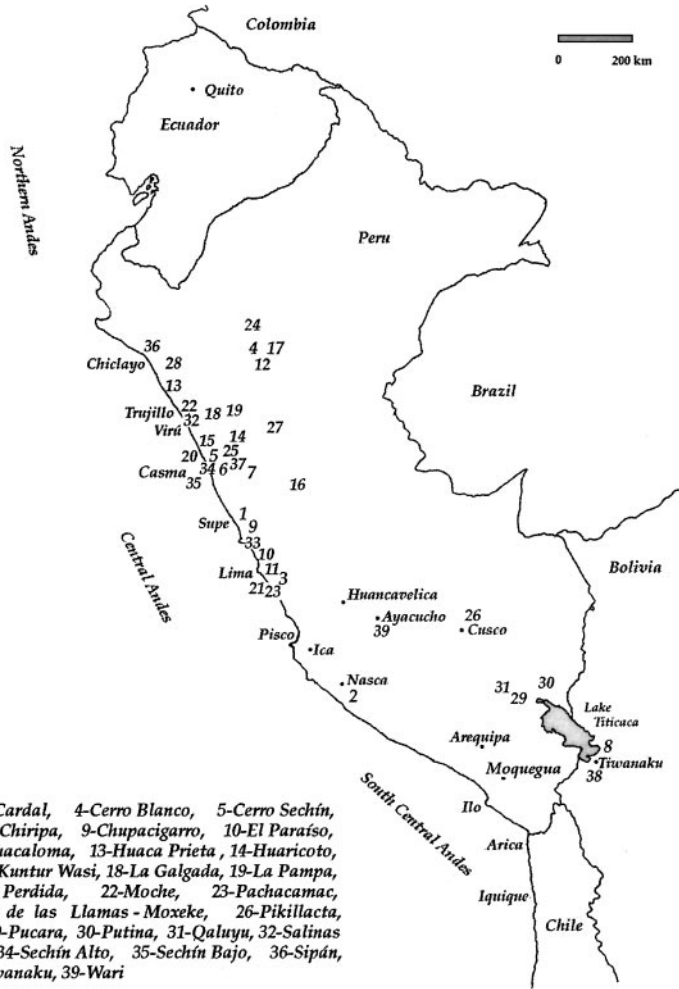 Colombia
0 200 km
Quito
Ecuador
Northern Andes
Peru
24
36
4 17
Chiclayo
28
12
13
Brazil
22
18 19
Trujillo
32
Virú
27
15
14
20
5
25
34 6 37
Casma
7
35
16
1
Supe
9
33
Central Andes
10
Bolivia
Lima
11
3
21 23
Huancavelica
26
Ayacucho
39
Cusco
Pisco
Ica
Nasca
2
31
30
29
Lake
Titicaca
Arequipa
8
Tiwanaku
38
Moquegua
South Central Andes
Ilo
Arica
Iquique
Chile
Cardal, 4-Cerro Blanco, 5-Cerro Sechín,
Chiripa, 9-Chupacigarro, 10-El Paraíso,
uacaloma, 13-Huaca Prieta , 14-Huaricoto,
Kuntur Wasi, 18-La Galgada, 19-La Pampa,
Perdida, 22-Moche, 23-Pachacamac,
de las Llamas - Moxeke, 26-Pikillacta,
-Pucara, 30-Putina, 31-Qaluyu, 32-Salinas
34-Sechín Alto, 35-Sechín Bajo, 36-Sipán,
wanaku, 39-Wari